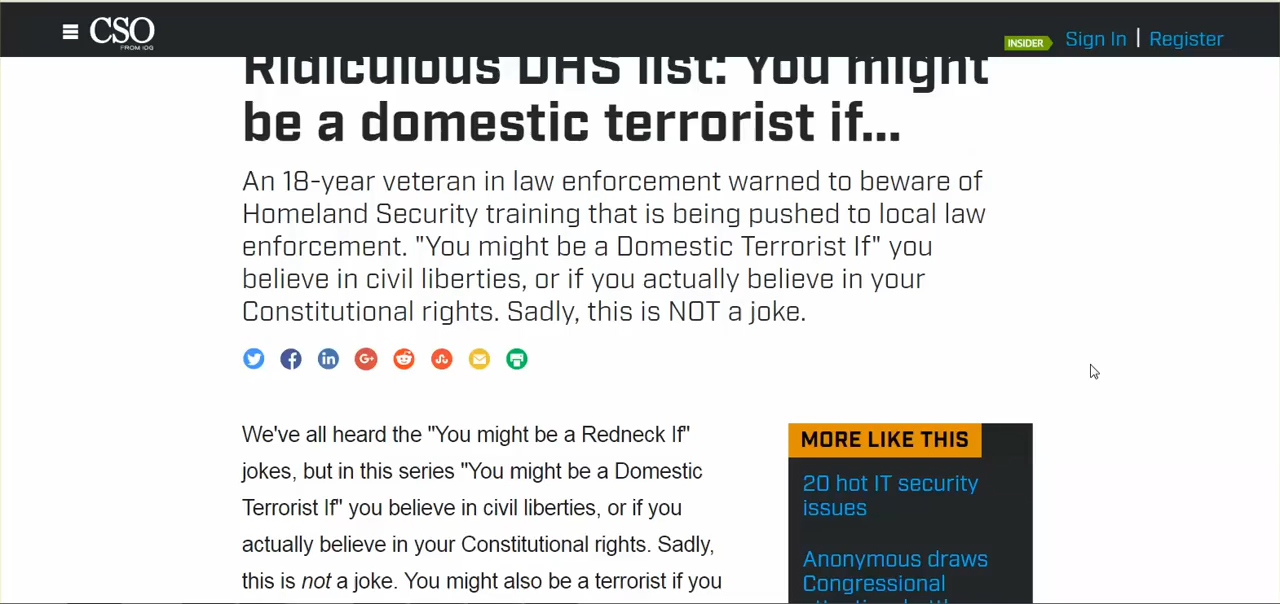 CSO
FROM IDG
INSIDER Sign In | Register
Ridiculous DHS list: You might
be a domestic terrorist if...
An 18-year veteran in law enforcement warned to beware of
Homeland Security training that is being pushed to local law
enforcement. "You might be a Domestic Terrorist If" you
believe in civil liberties, or if you actually believe in your
Constitutional rights. Sadly, this is NOT a joke.
We've all heard the "You might be a Redneck If"
jokes, but in this series "You might be a Domestic
Terrorist If" you believe in civil liberties, or if you
actually believe in your Constitutional rights. Sadly,
this is not a joke. You might also be a terrorist if you
MORE LIKE THIS
20 hot IT security
issues
Anonymous draws
Congressional